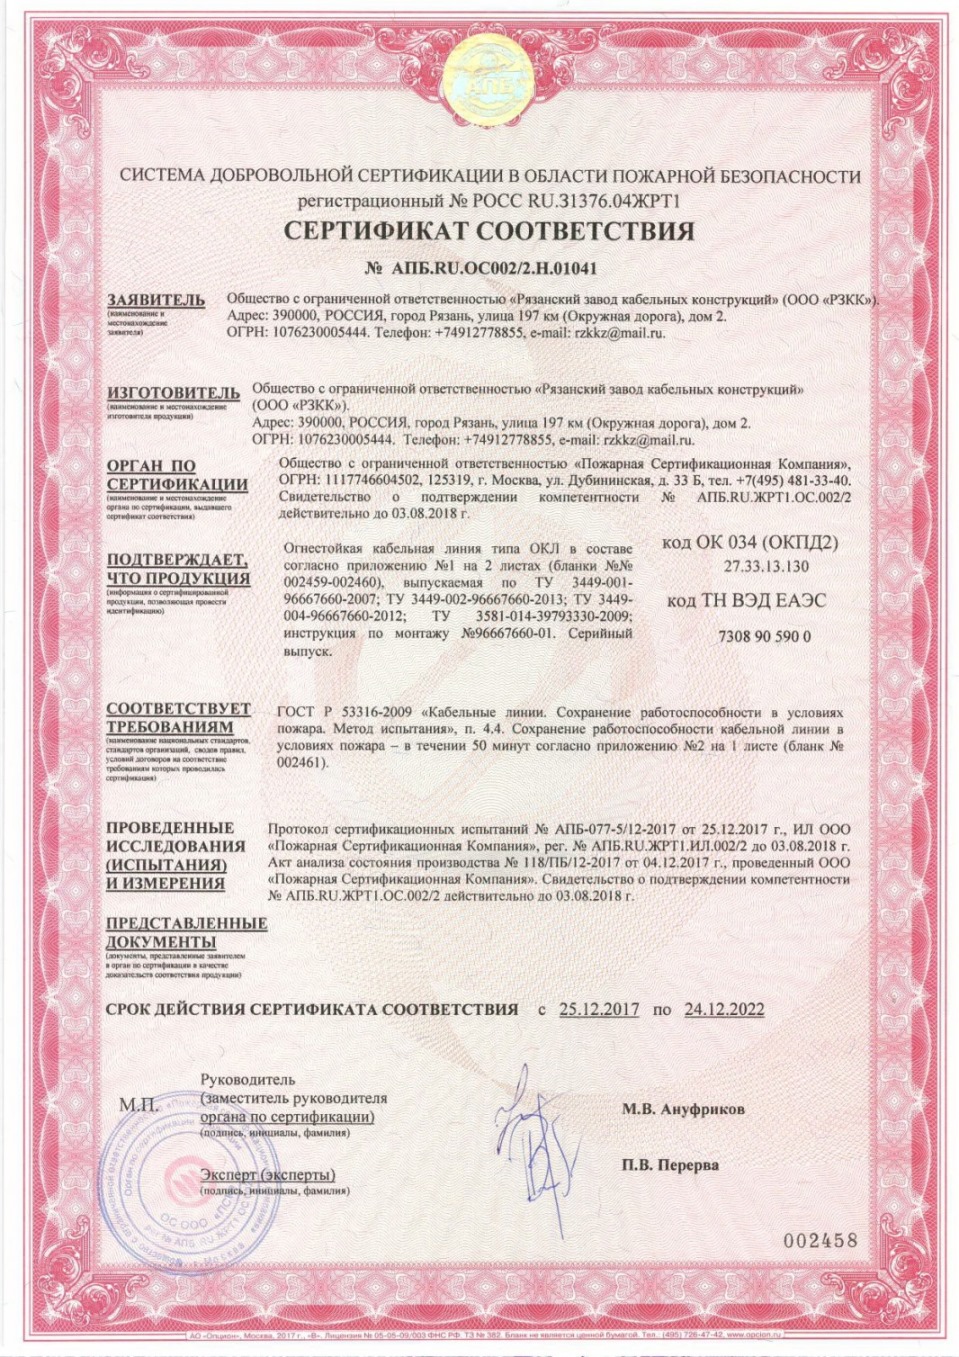 АПБ
СИСТЕМА ДОБРОВОЛЬНОЙ СЕРТИФИКАЦИИ В ОБЛАСТИ ПОЖАРНОЙ БЕЗОПАСНОСТИ
регистрационный № РОСС RU.З1376.04ЖРТ1
СЕРТИФИКАТ СООТВЕТСТВИЯ
№ АПБ.RU.ОС002/2.Н.01041
ЗАЯВИТЕЛЬ
(наименование и
местонахождение
заявителя)
Общество с ограниченной ответственностью «Рязанский завод кабельных конструкций» (ООО «РЗКК»).
Адрес: 390000, РОССИЯ, город Рязань, улица 197 км (Окружная дорога), дом 2.
ОГРН: 1076230005444. Телефон: +74912778855, e-mail: rzkkz@mail.ru.
ИЗГОТОВИТЕЛЬ
(наименование и местонахождение
изготовителя продукции)
Общество с ограниченной ответственностью «Рязанский завод кабельных конструкций»
(ООО «РЗКК»).
Адрес: 390000, РОССИЯ, город Рязань, улица 197 км (Окружная дорога), дом 2.
ОГРН: 1076230005444. Телефон: +74912778855, e-mail: rzkkz@mail.ru.
ОРГАН ПО
СЕРТИФИКАЦИИ
(наименование и местонахождение
органа по сертификации, выдавшего
сертификат соответствия)
Общество с ограниченной ответственностью «Пожарная Сертификационная Компания»,
ОГРН: 1117746604502, 125319, г. Москва, ул. Дубининская, д. 33 Б, тел. +7(495) 481-33-40.
Свидетельство о подтверждении компетентности № АПБ.RU.ЖРТ1.ОС.002/2
действительно до 03.08.2018 г.
ПОДТВЕРЖДАЕТ,
ЧТО ПРОДУКЦИЯ
(информация о сертифицированной
продукции, позволяющая провести
идентификацию)
Огнестойкая кабельная линия типа ОКЛ в составе
согласно приложению №1 на 2 листах (бланки №№
002459-002460), выпускаемая по ТУ 3449-001-
96667660-2007; ТУ 3449-002-96667660-2013; ТУ 3449-
004-96667660-2012; ТУ 3581-014-39793330-2009;
инструкция по монтажу №96667660-01. Серийный
выпуск.
код ОК 034 (ОКПД2)
27.33.13.130
код ТН ВЭД ЕАЭС
7308 90 590 0
СООТВЕТСТВУЕТ
ТРЕБОВАНИЯМ
(наименование национальных стандартов,
стандартов организаций, сводов правил,
условий договоров на соответствие
требованиям которых проводилась
сертификация)
ГОСТ Р 53316-2009 «Кабельные линии. Сохранение работоспособности в условиях
пожара. Метод испытания», п. 4.4. Сохранение работоспособности кабельной линии в
условиях пожара – в течении 50 минут согласно приложению №2 на 1 листе (бланк №
002461).
ПРОВЕДЕННЫЕ
ИССЛЕДОВАНИЯ
(ИСПЫТАНИЯ)
И ИЗМЕРЕНИЯ
Протокол сертификационных испытаний № АПБ-077-5/12-2017 от 25.12.2017 г., ИЛ ООО
«Пожарная Сертификационная Компания», рег. № АПБ.RU.ЖРТ1.ИЛ.002/2 до 03.08.2018 г.
Акт анализа состояния производства № 118/ПБ/12-2017 от 04.12.2017 г., проведенный ООО
«Пожарная Сертификационная Компания». Свидетельство о подтверждении компетентности
№ АПБ.RU.ЖРТ1.ОС.002/2 действительно до 03.08.2018 г.
ПРЕДСТАВЛЕННЫЕ
ДОКУМЕНТЫ
(документы, представленные заявителем
в орган по сертификации в качестве
доказательств соответствия продукции)
СРОК ДЕЙСТВИЯ СЕРТИФИКАТА СООТВЕТСТВИЯ с 25.12.2017 по 24.12.2022
М.П.
Руководитель
(заместитель руководителя
органа по сертификации)
(подпись, инициалы, фамилия)
М.В. Ануфриков
Эксперт (эксперты)
(подпись, инициалы, фамилия)
П.В. Перерва
ОС ООО «ПСК»
002458
АО «Опцион», Москва, 2017 г., «В». Лицензия № 05-05-09/003 ФНС РФ. ТЗ № 382. Бланк не является ценной бумагой. Тел.: (495) 726-47-42, www.opcion.ru